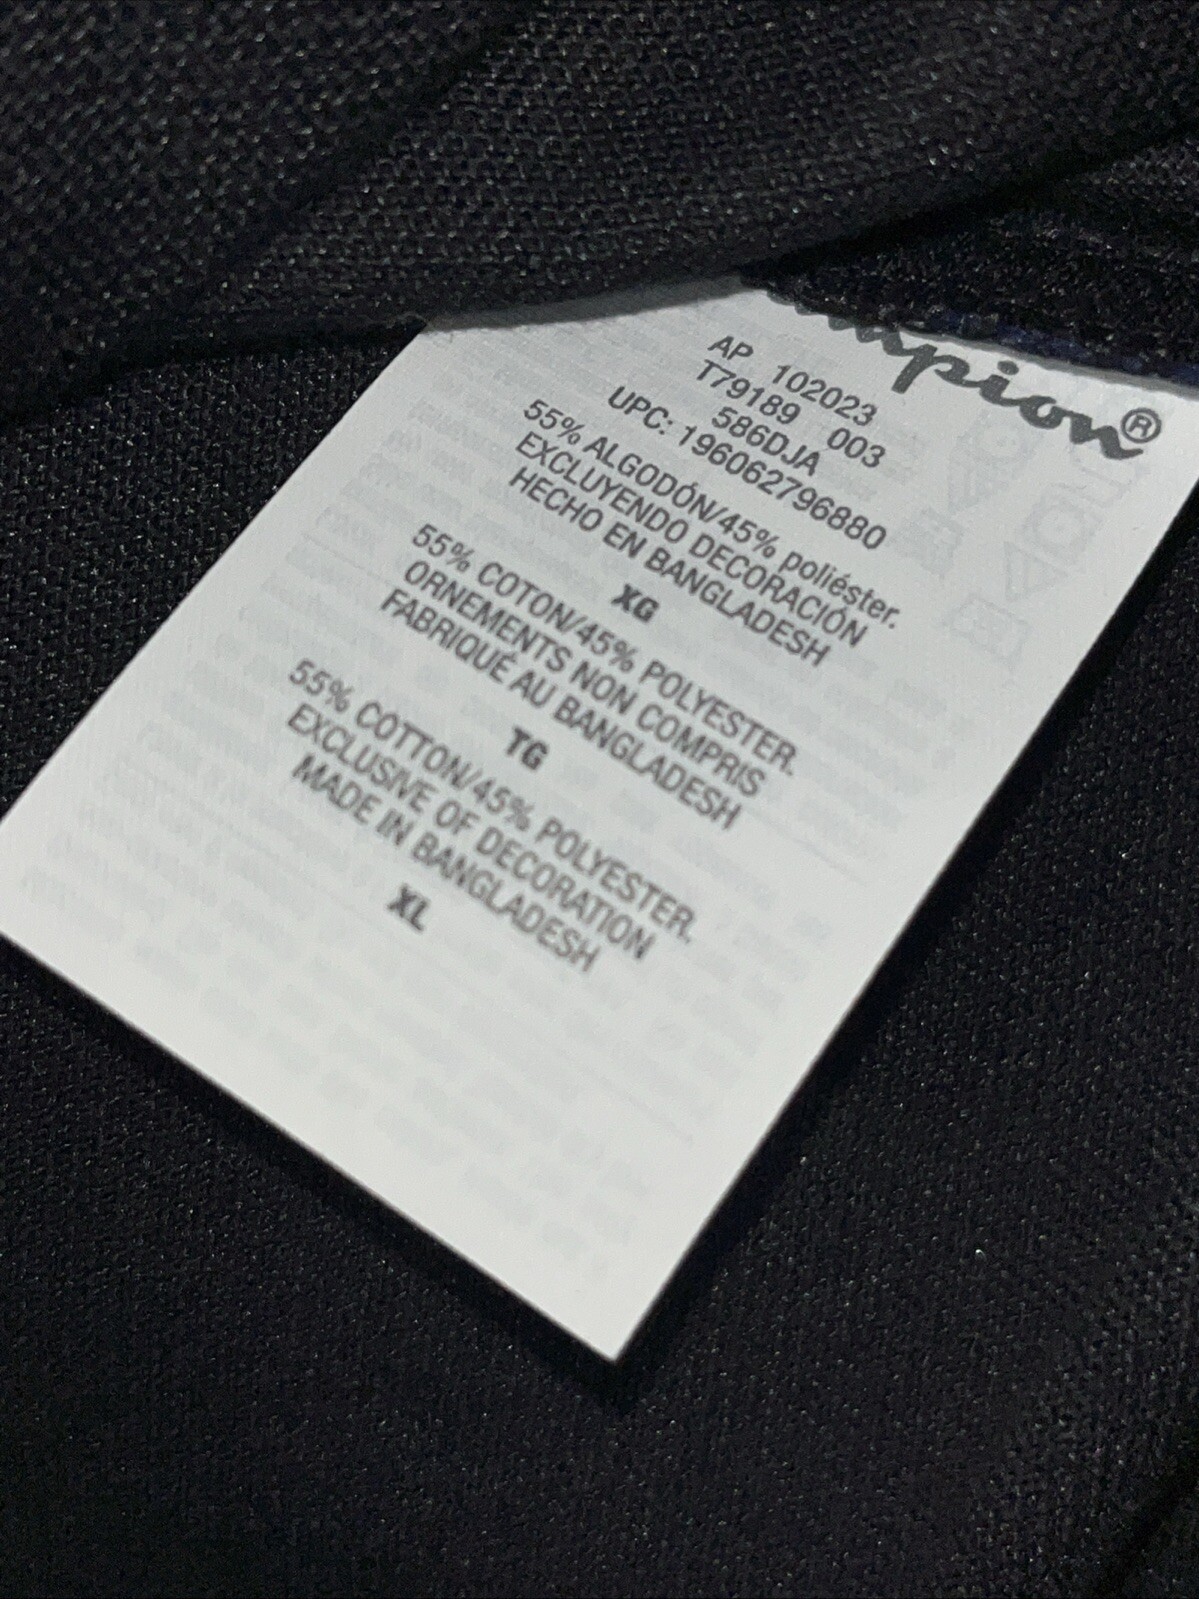 Champion®
AP 102023
T79189 003
586DJA
UPC: 196062796880
55% ALGODÓN/45% poliéster.
EXCLUYENDO DECORACIÓN
HECHO EN BANGLADESH
XG
55% COTON/45% POLYESTER.
ORNEMENTS NON COMPRIS
FABRIQUÉ AU BANGLADESH
TG
55% COTTON/45% POLYESTER.
EXCLUSIVE OF DECORATION
MADE IN BANGLADESH
XL